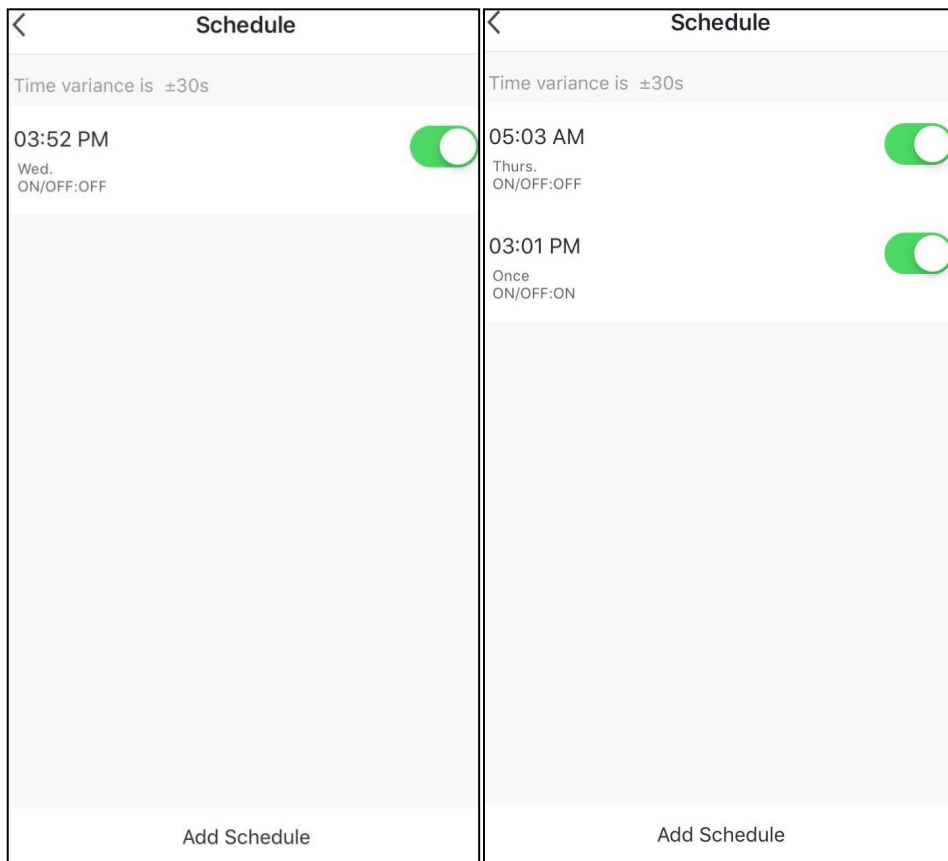 Schedule
Time variance is ±30s
03:52 PM
Wed.
ON/OFF:OFF
Add Schedule
Schedule
Time variance is ±30s
05:03 AM
Thurs.
ON/OFF:OFF
03:01 PM
Once
ON/OFF:ON
Add Schedule